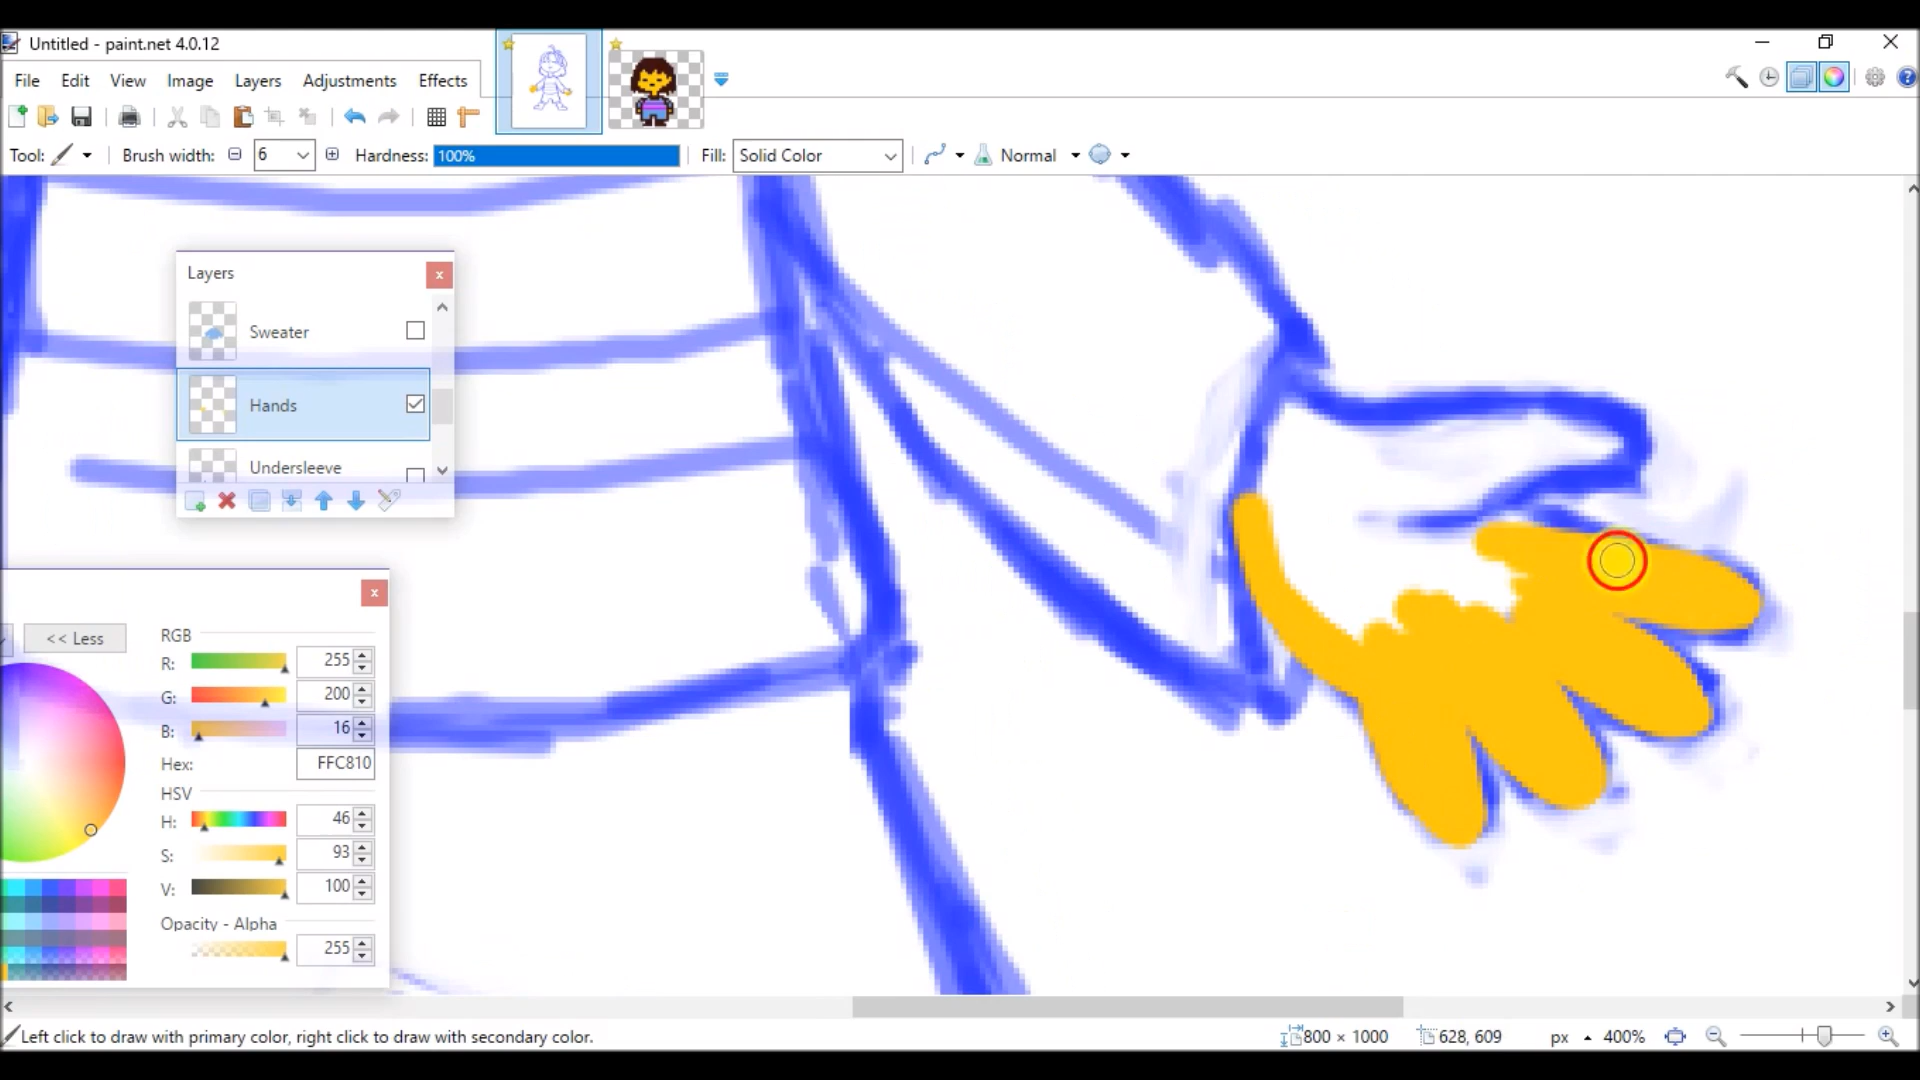 Untitled - paint.net 4.0.12
File Edit View Image Layers Adjustments Effects
Tool: Brush width: 6 Hardness: 100% Fill: Solid Color Normal
Layers x
Sweater
Hands
Undersleeve
x
<< Less
RGB
R: 255
G: 200
B: 16
Hex: FFC810
HSV
H: 46
S: 93
V: 100
Opacity - Alpha
255
Left click to draw with primary color, right click to draw with secondary color. 800 × 1000 628, 609 px 400%